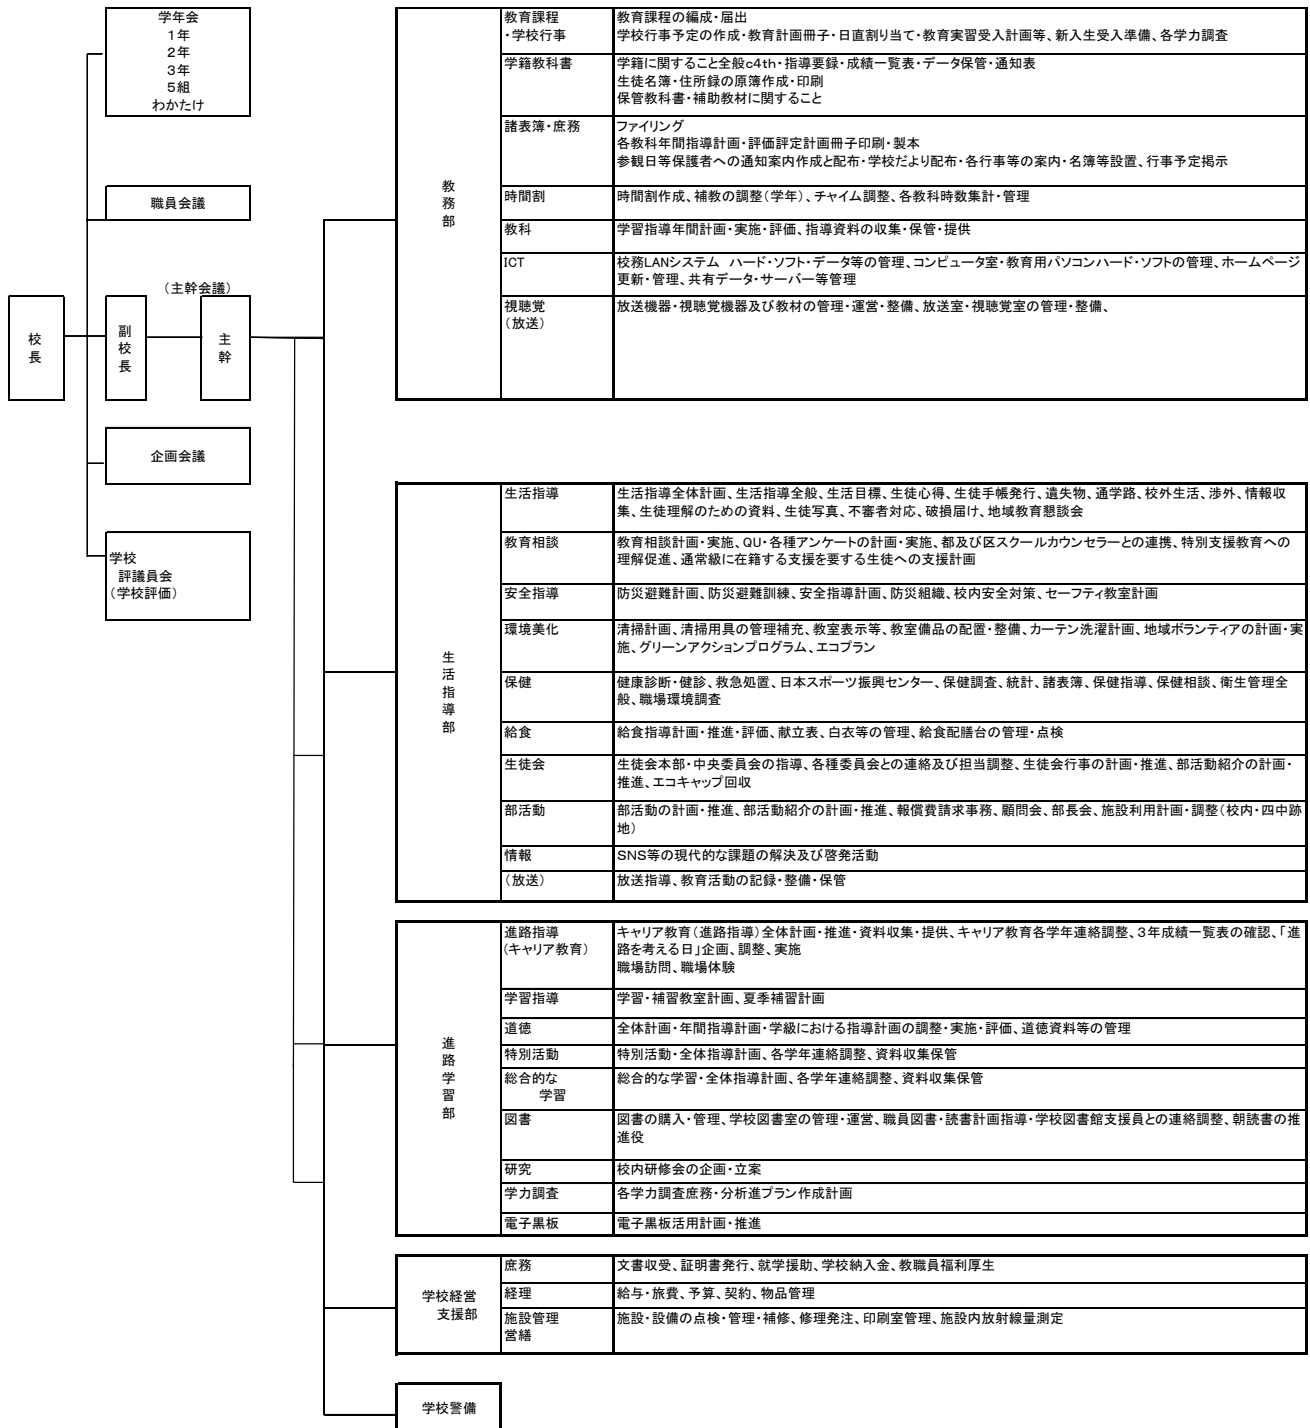 学年会
1年
2年
3年
5組
わかたけ
職員会議
（主幹会議）
校長
副校長
主幹
企画会議
学校
評議員会
（学校評価）
教務部
教育課程
・学校行事
教育課程の編成・届出
学校行事予定の作成・教育計画冊子・日直割り当て・教育実習受入計画等、新入生受入準備、各学力調査
学籍教科書
学籍に関すること全般c4th・指導要録・成績一覧表・データ保管・通知表
生徒名簿・住所録の原簿作成・印刷
保管教科書・補助教材に関すること
諸表簿・庶務
ファイリング
各教科年間指導計画・評価評定計画冊子印刷・製本
参観日等保護者への通知案内作成と配布・学校だより配布・各行事等の案内・名簿等設置、行事予定掲示
時間割
時間割作成、補教の調整（学年）、チャイム調整、各教科時数集計・管理
教科
学習指導年間計画・実施・評価、指導資料の収集・保管・提供
ICT
校務LANシステム　ハード・ソフト・データ等の管理、コンピュータ室・教育用パソコンハード・ソフトの管理、ホームページ
更新・管理、共有データ・サーバー等管理
視聴覚
（放送）
放送機器・視聴覚機器及び教材の管理・運営・整備、放送室・視聴覚室の管理・整備、
生活指導部
生活指導
生活指導全体計画、生活指導全般、生活目標、生徒心得、生徒手帳発行、遺失物、通学路、校外生活、渉外、情報収
集、生徒理解のための資料、生徒写真、不審者対応、破損届け、地域教育懇談会
教育相談
教育相談計画・実施、QU・各種アンケートの計画・実施、都及び区スクールカウンセラーとの連携、特別支援教育への
理解促進、通常級に在籍する支援を要する生徒への支援計画
安全指導
防災避難計画、防災避難訓練、安全指導計画、防災組織、校内安全対策、セーフティ教室計画
環境美化
清掃計画、清掃用具の管理補充、教室表示等、教室備品の配置・整備、カーテン洗濯計画、地域ボランティアの計画・実
施、グリーンアクションプログラム、エコプラン
保健
健康診断・健診、救急処置、日本スポーツ振興センター、保健調査、統計、諸表簿、保健指導、保健相談、衛生管理全
般、職場環境調査
給食
給食指導計画・推進・評価、献立表、白衣等の管理、給食配膳台の管理・点検
生徒会
生徒会本部・中央委員会の指導、各種委員会との連絡及び担当調整、生徒会行事の計画・推進、部活動紹介の計画・
推進、エコキャップ回収
部活動
部活動の計画・推進、部活動紹介の計画・推進、報償費請求事務、顧問会、部長会、施設利用計画・調整（校内・四中跡
地）
情報
SNS等の現代的な課題の解決及び啓発活動
（放送）
放送指導、教育活動の記録・整備・保管
進路学習部
進路指導
（キャリア教育）
キャリア教育（進路指導）全体計画・推進・資料収集・提供、キャリア教育各学年連絡調整、3年成績一覧表の確認、「進
路を考える日」企画、調整、実施
職場訪問、職場体験
学習指導
学習・補習教室計画、夏季補習計画
道徳
全体計画・年間指導計画・学級における指導計画の調整・実施・評価、道徳資料等の管理
特別活動
特別活動・全体指導計画、各学年連絡調整、資料収集保管
総合的な
学習
総合的な学習・全体指導計画、各学年連絡調整、資料収集保管
図書
図書の購入・管理、学校図書室の管理・運営、職員図書・読書計画指導・学校図書館支援員との連絡調整、朝読書の推
進役
研究
校内研修会の企画・立案
学力調査
各学力調査庶務・分析進プラン作成計画
電子黒板
電子黒板活用計画・推進
学校経営
支援部
庶務
文書収受、証明書発行、就学援助、学校納入金、教職員福利厚生
経理
給与・旅費、予算、契約、物品管理
施設管理
営繕
施設・設備の点検・管理・補修、修理発注、印刷室管理、施設内放射線量測定
学校警備